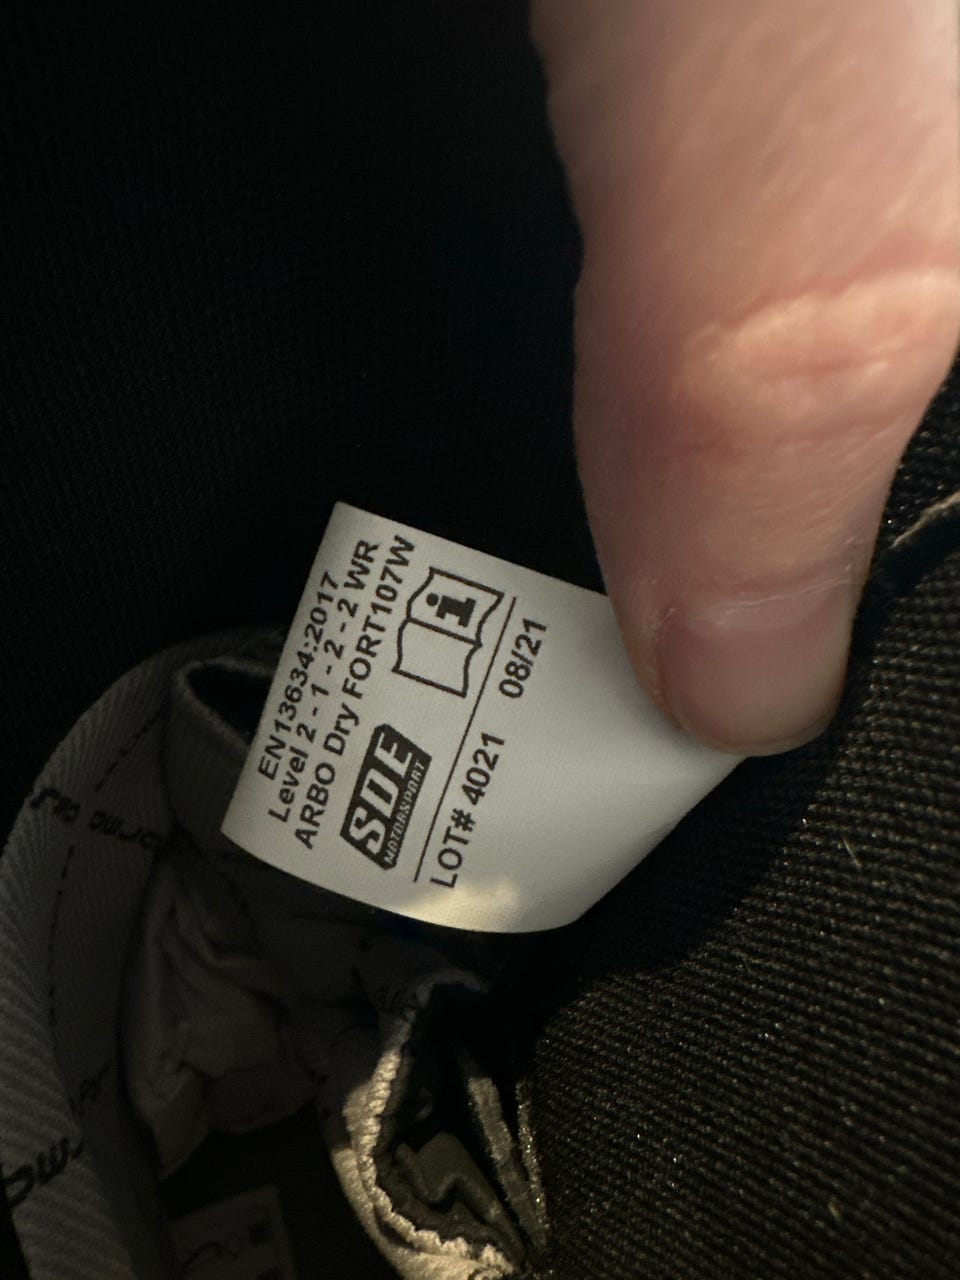 EN13634:2017
Level 2 - 1 - 2 - 2 WR
ARBO Dry FORT107W
SDE
MOTORSPORT
i
LOT# 4021 08/21